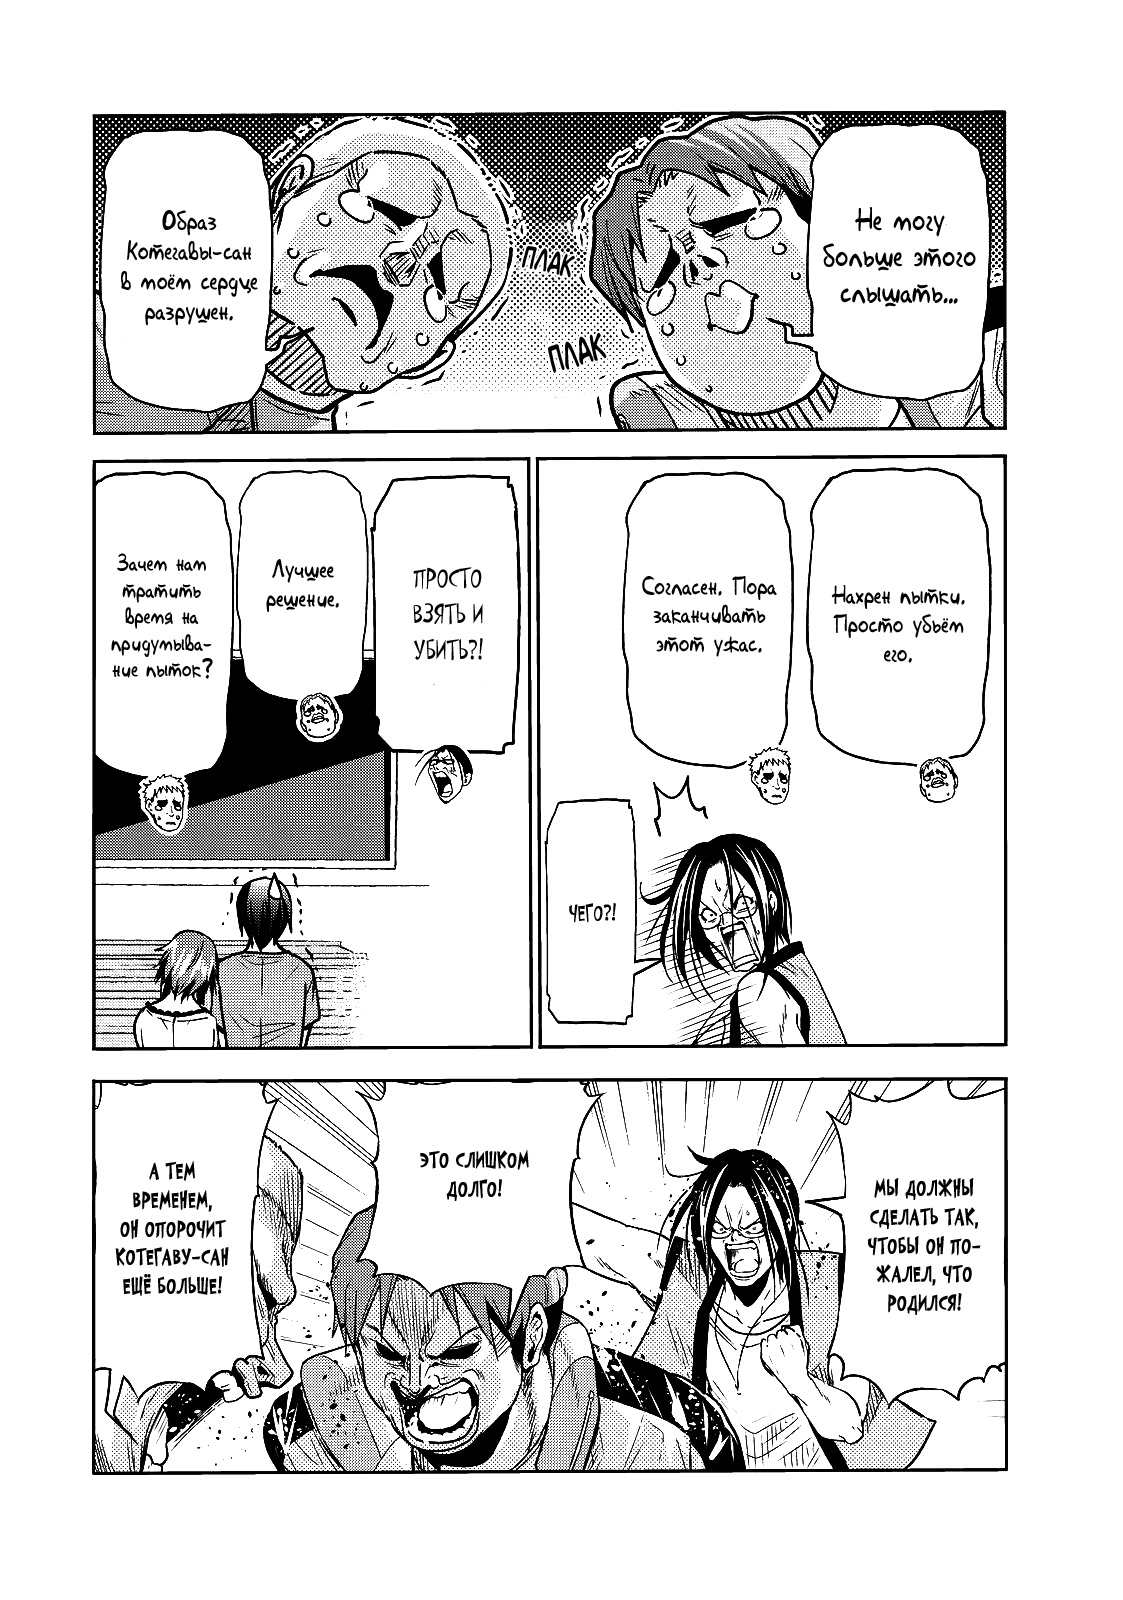 Не могу
больше этого
слышать...
Образ
Котегавы-сан
в моём сердце
разрушен.
ПЛАК
ПЛАК
Нахрен пытки.
Просто убьём
его.
Согласен. Пора
заканчивать
этот ужас.
ЧЕГО?!
ПРОСТО
ВЗЯТЬ И
УБИТЬ?!
Лучшее
решение.
Зачем нам
тратить
время на
придумыва-
ние пыток?
МЫ ДОЛЖНЫ
СДЕЛАТЬ ТАК,
ЧТОБЫ ОН ПО-
ЖАЛЕЛ, ЧТО
РОДИЛСЯ!
ЭТО СЛИШКОМ
ДОЛГО!
А ТЕМ
ВРЕМЕНЕМ,
ОН ОПОРОЧИТ
КОТЕГАВУ-САН
ЕЩЁ БОЛЬШЕ!